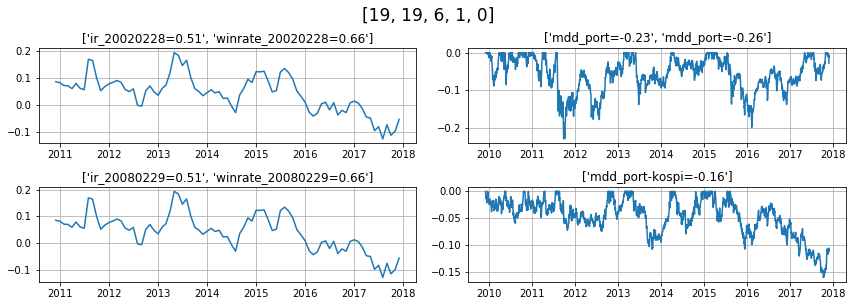 [19, 19, 6, 1, 0]
['ir_20020228=0.51', 'winrate_20020228=0.66']
0.2
0.1
0.0
−0.1
2011 2012 2013 2014 2015 2016 2017 2018
['mdd_port=-0.23', 'mdd_port=-0.26']
0.0
−0.1
−0.2
2010 2011 2012 2013 2014 2015 2016 2017 2018
['ir_20080229=0.51', 'winrate_20080229=0.66']
0.2
0.1
0.0
−0.1
2011 2012 2013 2014 2015 2016 2017 2018
['mdd_port-kospi=-0.16']
0.00
−0.05
−0.10
−0.15
2010 2011 2012 2013 2014 2015 2016 2017 2018